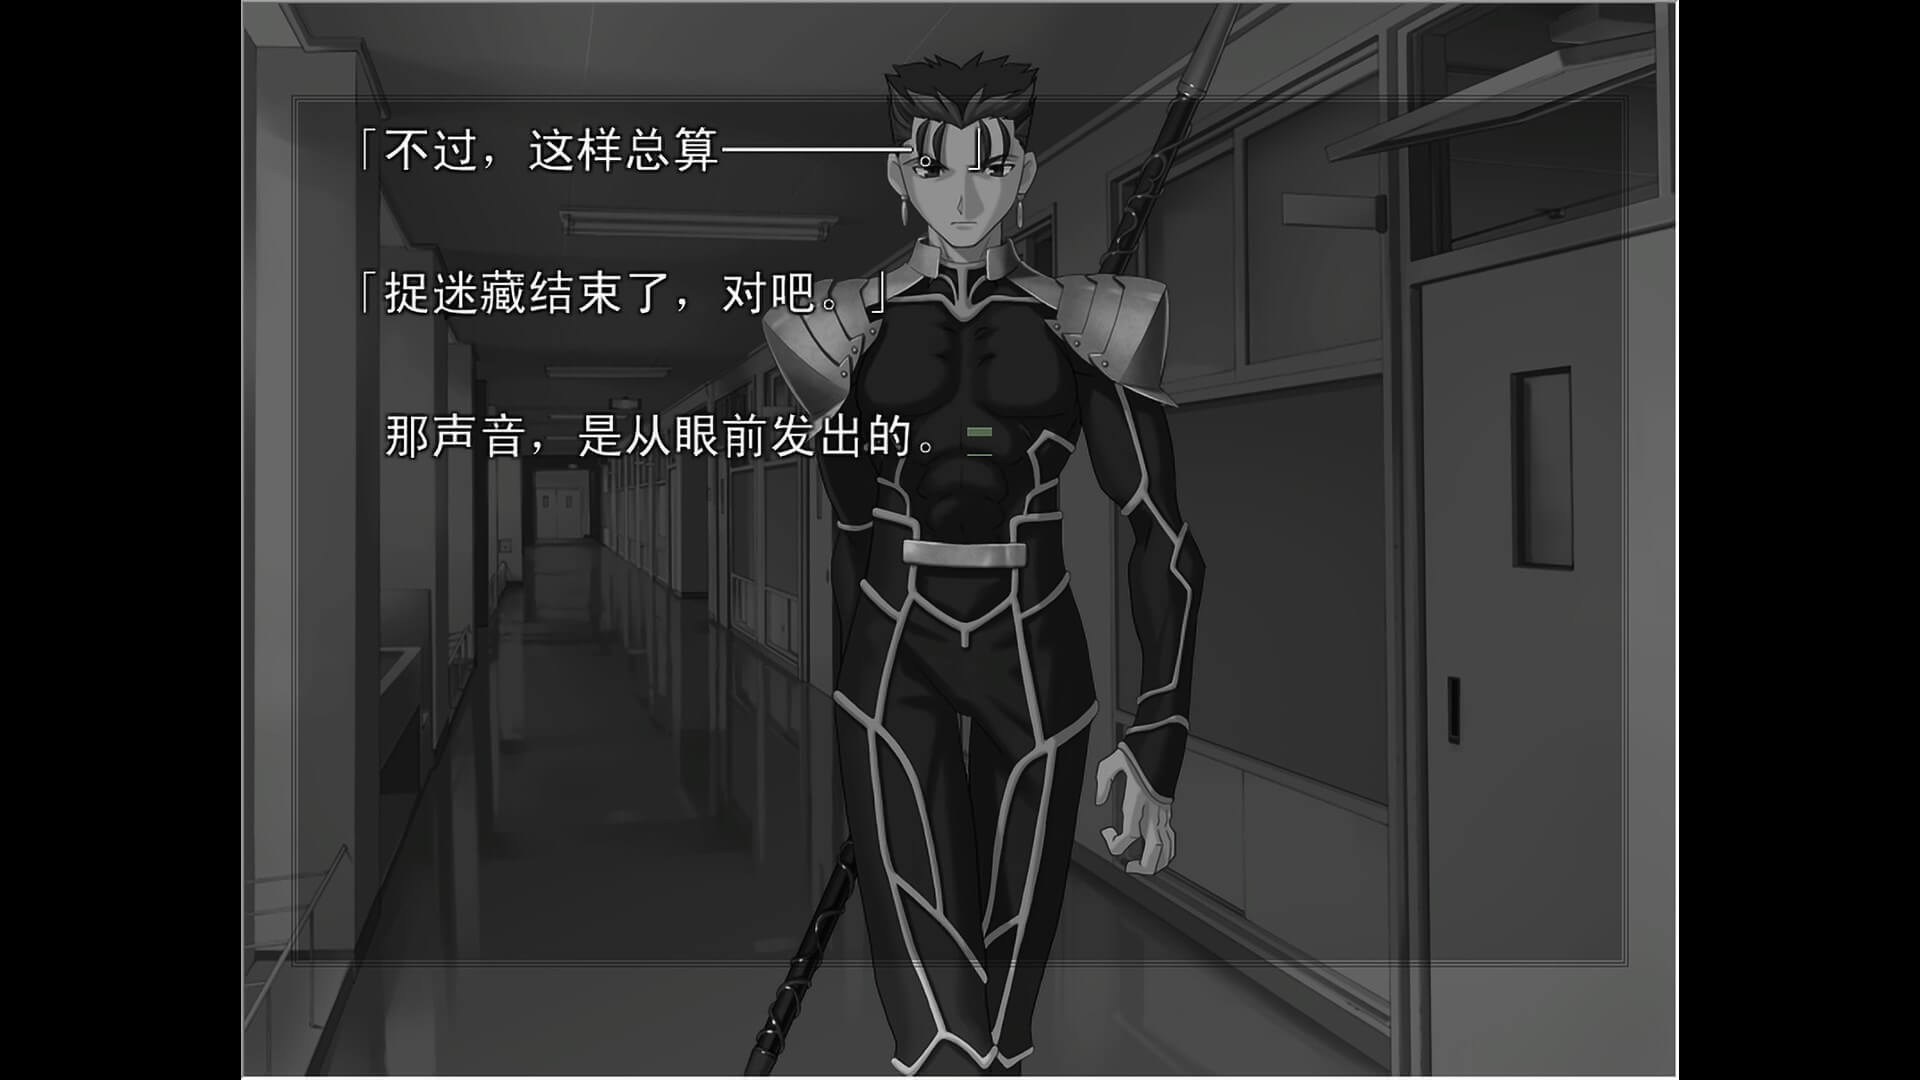 「不过，这样总算————。　」
「捉迷藏结束了，对吧。」
那声音，是从眼前发出的。